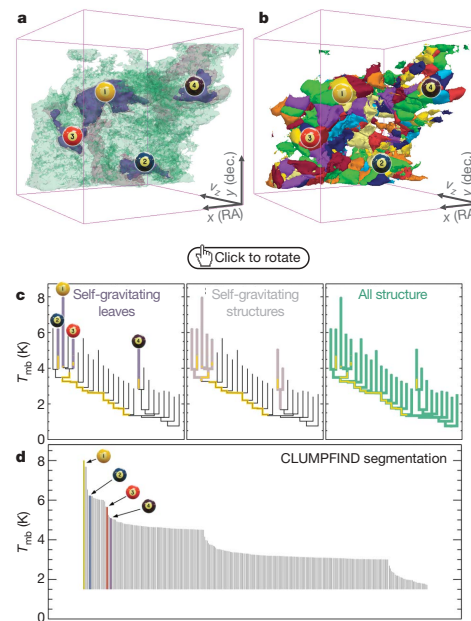 a
b
1
4
3
2
1
4
3
2
v_z
y (dec.)
x (RA)
v_z
y (dec.)
x (RA)
Click to rotate
c
8
6
4
2
0
T_mb (K)
Self-gravitating
leaves
Self-gravitating
structures
All structure
1
2
3
4
d
8
6
4
2
0
T_mb (K)
CLUMPFIND segmentation
1
2
3
4